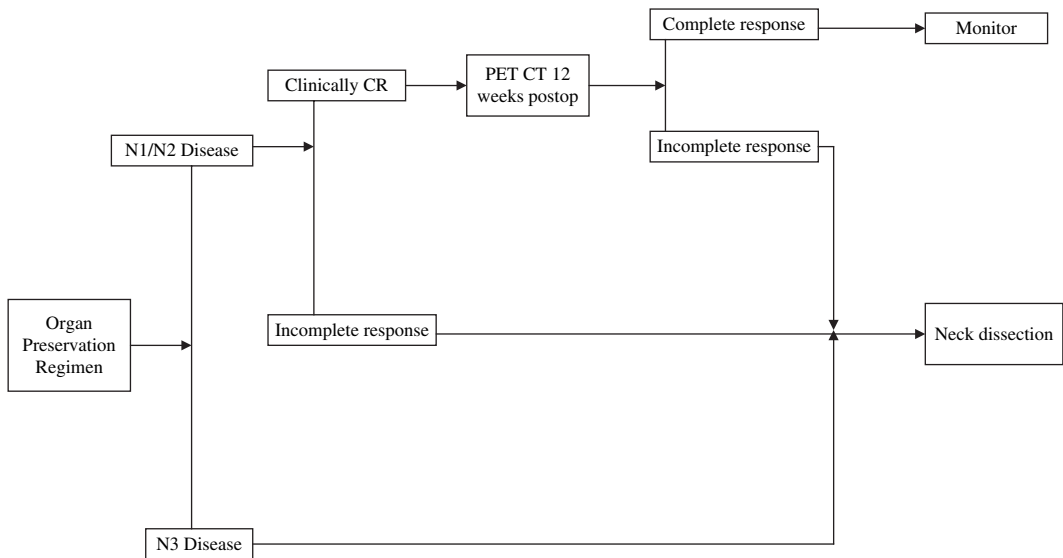 Complete response
Monitor
Clinically CR
PET CT 12
weeks postop
N1/N2 Disease
Incomplete response
Organ
Preservation
Regimen
Incomplete response
Neck dissection
N3 Disease